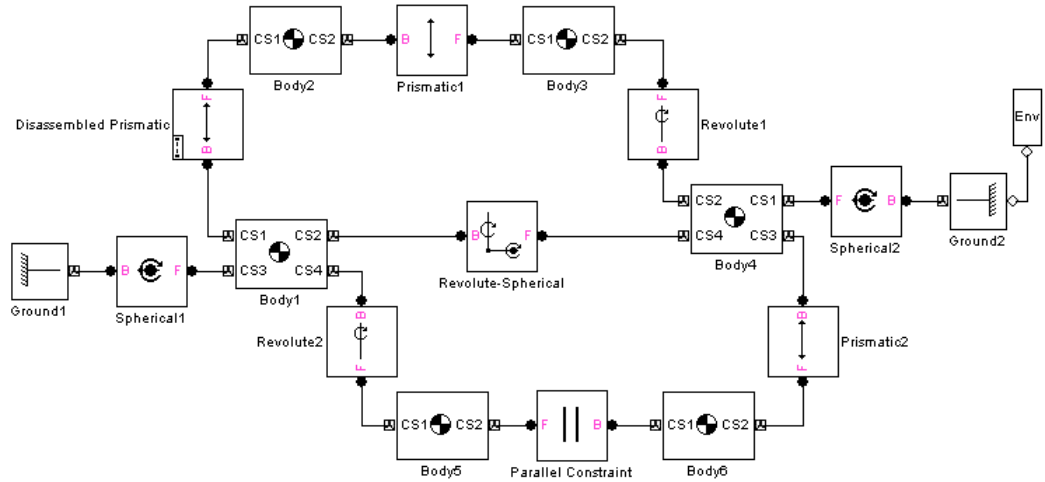 CS1 CS2
Body2
B F
Prismatic1
CS1 CS2
Body3
Disassembled Prismatic
F
B
F
B
Revolute1
Env
CS2 CS1
CS4 CS3
Body4
F B
Spherical2
Ground2
CS1 CS2
CS3 CS4
Body1
B F
Revolute-Spherical
Ground1
B F
Spherical1
Revolute2
B
F
B
F
Prismatic2
CS1 CS2
Body5
F B
Parallel Constraint
CS1 CS2
Body6